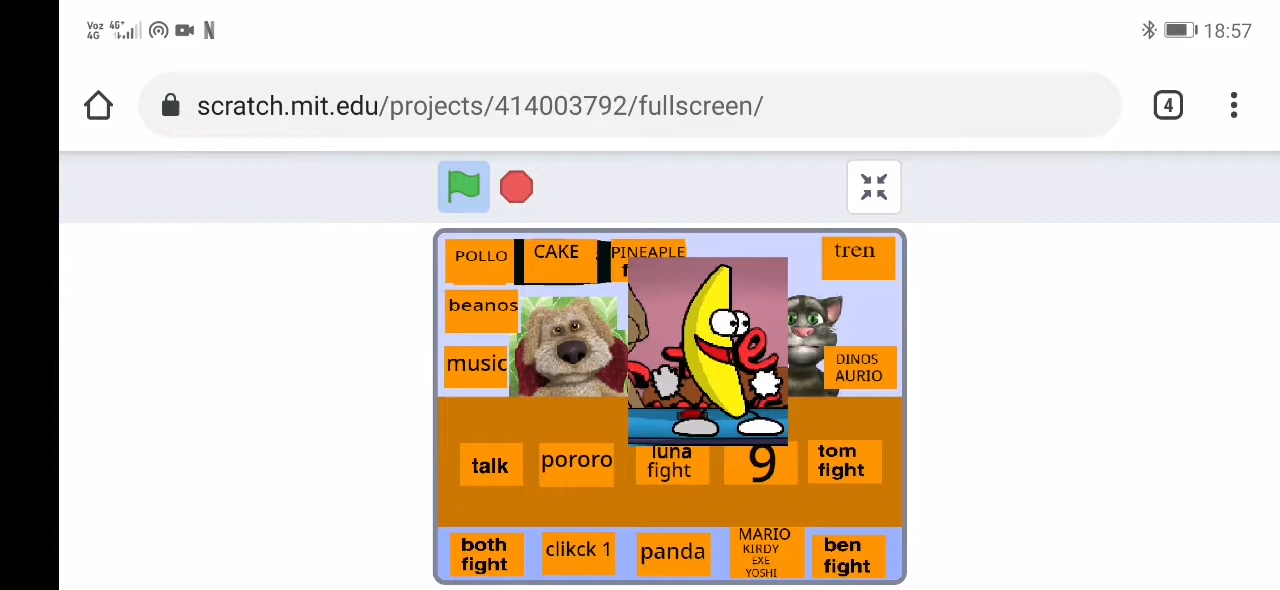 Voz 4G 4G+ N 18:57
scratch.mit.edu/projects/414003792/fullscreen/ 4
POLLO CAKE PINEAPLE tren
f
beanos
music DINOS
AURIO
talk pororo luna
fight 9 tom
fight
both
fight clikck 1 panda MARIO
KIRDY
EXE
YOSHI ben
fight